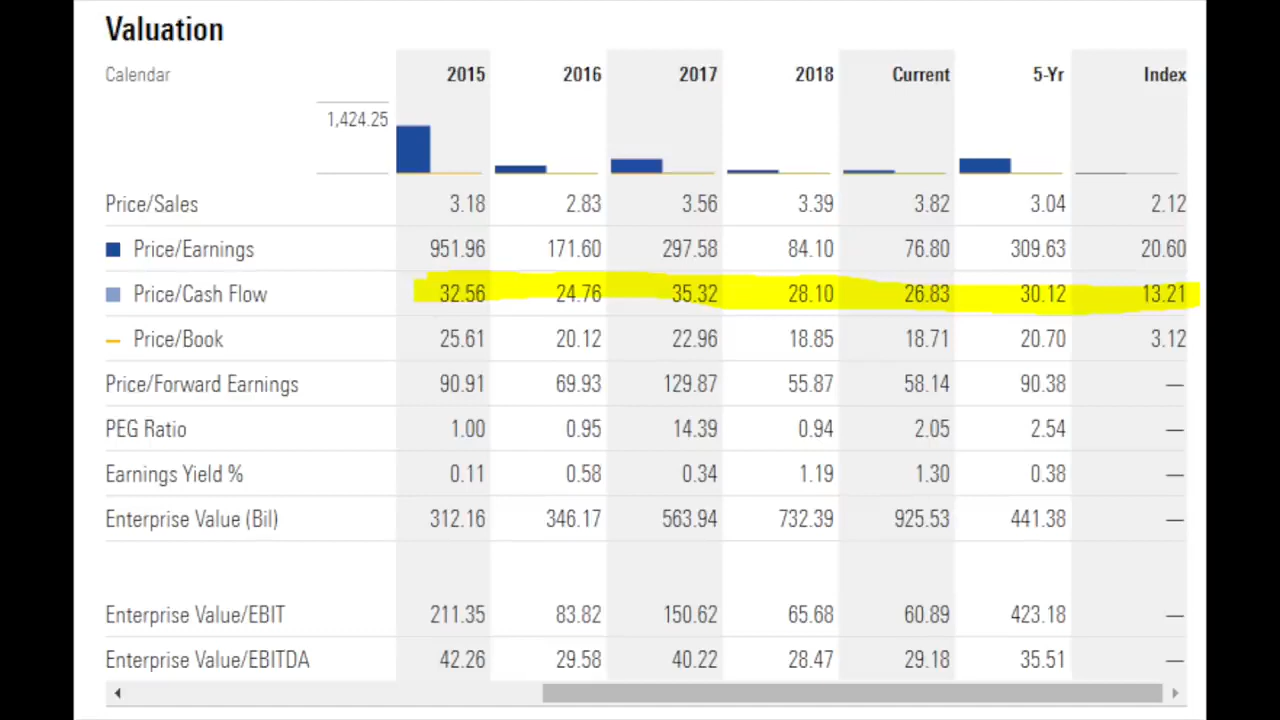 Valuation
Calendar 2015 2016 2017 2018 Current 5-Yr Index
1,424.25
Price/Sales 3.18 2.83 3.56 3.39 3.82 3.04 2.12
Price/Earnings 951.96 171.60 297.58 84.10 76.80 309.63 20.60
Price/Cash Flow 32.56 24.76 35.32 28.10 26.83 30.12 13.21
Price/Book 25.61 20.12 22.96 18.85 18.71 20.70 3.12
Price/Forward Earnings 90.91 69.93 129.87 55.87 58.14 90.38 —
PEG Ratio 1.00 0.95 14.39 0.94 2.05 2.54 —
Earnings Yield % 0.11 0.58 0.34 1.19 1.30 0.38 —
Enterprise Value (Bil) 312.16 346.17 563.94 732.39 925.53 441.38 —
Enterprise Value/EBIT 211.35 83.82 150.62 65.68 60.89 423.18 —
Enterprise Value/EBITDA 42.26 29.58 40.22 28.47 29.18 35.51 —